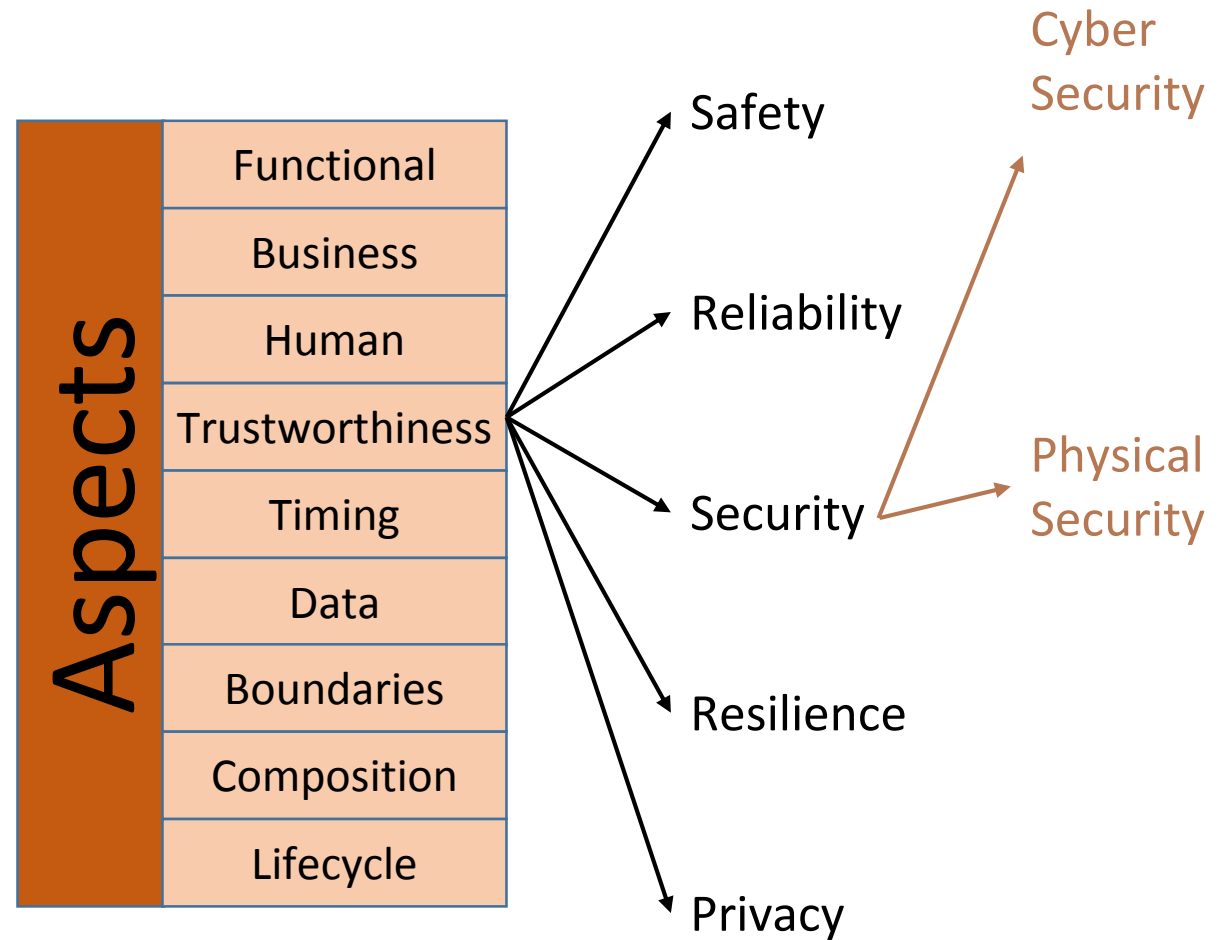 Aspects
Functional
Business
Human
Trustworthiness
Timing
Data
Boundaries
Composition
Lifecycle
Safety
Reliability
Security
Resilience
Privacy
Cyber
Security
Physical
Security